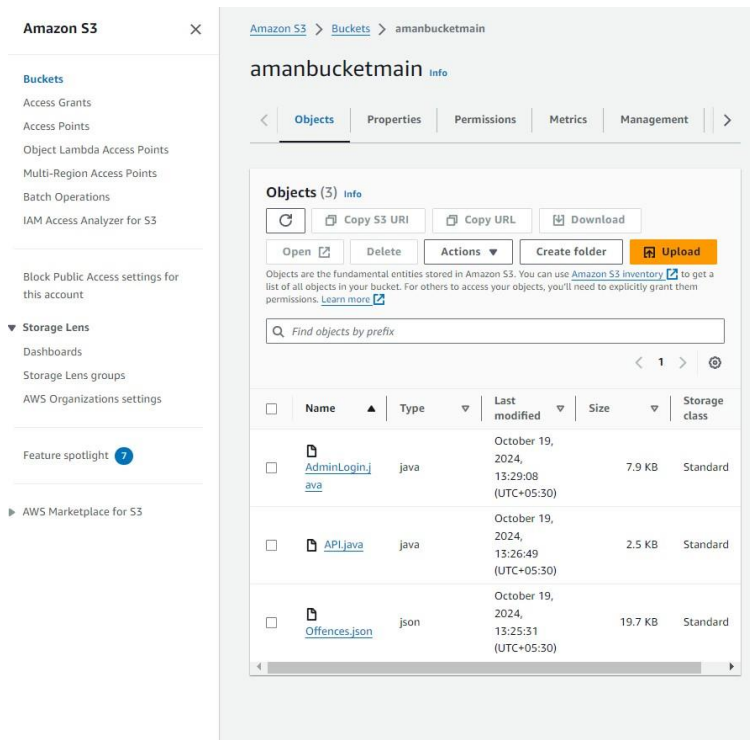 Amazon S3
Buckets
Access Grants
Access Points
Object Lambda Access Points
Multi-Region Access Points
Batch Operations
IAM Access Analyzer for S3
Block Public Access settings for
this account
Storage Lens
Dashboards
Storage Lens groups
AWS Organizations settings
Feature spotlight 7
AWS Marketplace for S3
Amazon S3 > Buckets > amanbucketmain
amanbucketmain Info
Objects Properties Permissions Metrics Management
Objects (3) Info
Copy S3 URI Copy URL Download
Open Delete Actions Create folder Upload
Objects are the fundamental entities stored in Amazon S3. You can use Amazon S3 inventory to get a
list of all objects in your bucket. For others to access your objects, you'll need to explicitly grant them
permissions. Learn more
Find objects by prefix
1
Name Type Last modified Size Storage class
AdminLogin.j
ava
java
October 19,
2024,
13:29:08
(UTC+05:30)
7.9 KB
Standard
API.java
java
October 19,
2024,
13:26:49
(UTC+05:30)
2.5 KB
Standard
Offences.json
json
October 19,
2024,
13:25:31
(UTC+05:30)
19.7 KB
Standard